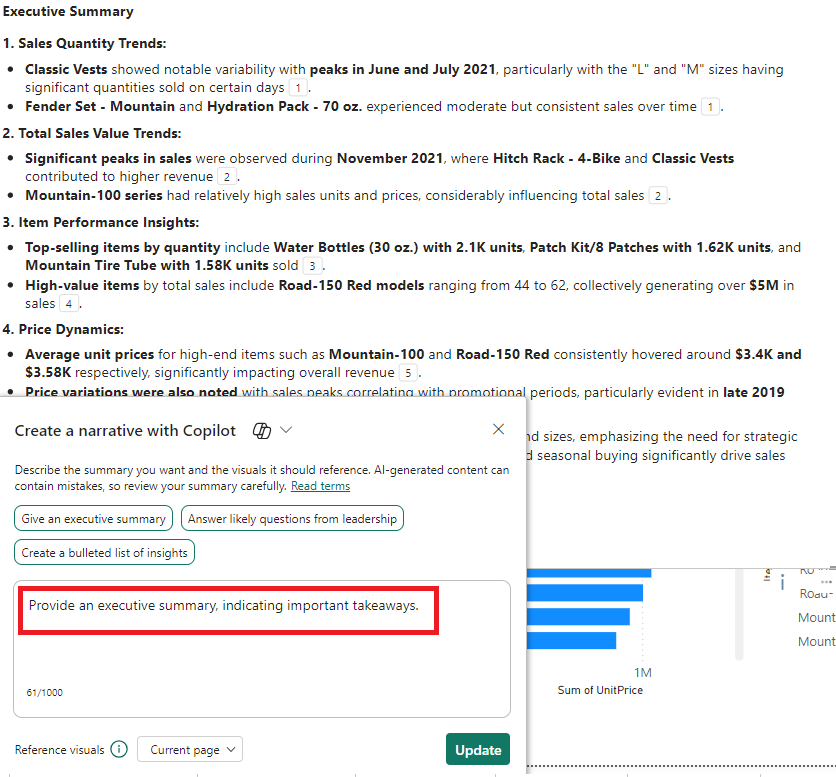 Executive Summary
1. Sales Quantity Trends:
• Classic Vests showed notable variability with peaks in June and July 2021, particularly with the "L" and "M" sizes having
significant quantities sold on certain days 1 .
• Fender Set - Mountain and Hydration Pack - 70 oz. experienced moderate but consistent sales over time 1 .
2. Total Sales Value Trends:
• Significant peaks in sales were observed during November 2021, where Hitch Rack - 4-Bike and Classic Vests
contributed to higher revenue 2 .
• Mountain-100 series had relatively high sales units and prices, considerably influencing total sales 2 .
3. Item Performance Insights:
• Top-selling items by quantity include Water Bottles (30 oz.) with 2.1K units, Patch Kit/8 Patches with 1.62K units, and
Mountain Tire Tube with 1.58K units sold 3 .
• High-value items by total sales include Road-150 Red models ranging from 44 to 62, collectively generating over $5M in
sales 4 .
4. Price Dynamics:
• Average unit prices for high-end items such as Mountain-100 and Road-150 Red consistently hovered around $3.4K and
$3.58K respectively, significantly impacting overall revenue 5 .
• Price variations were also noted with sales peaks correlating with promotional periods, particularly evident in late 2019
sizes, emphasizing the need for strategic
seasonal buying significantly drive sales
Create a narrative with Copilot
Describe the summary you want and the visuals it should reference. AI-generated content can
contain mistakes, so review your summary carefully. Read terms
Give an executive summary
Answer likely questions from leadership
Create a bulleted list of insights
Provide an executive summary, indicating important takeaways.
61/1000
Reference visuals
Current page
Update
Road-
Mount
Mount
1M
Sum of UnitPrice